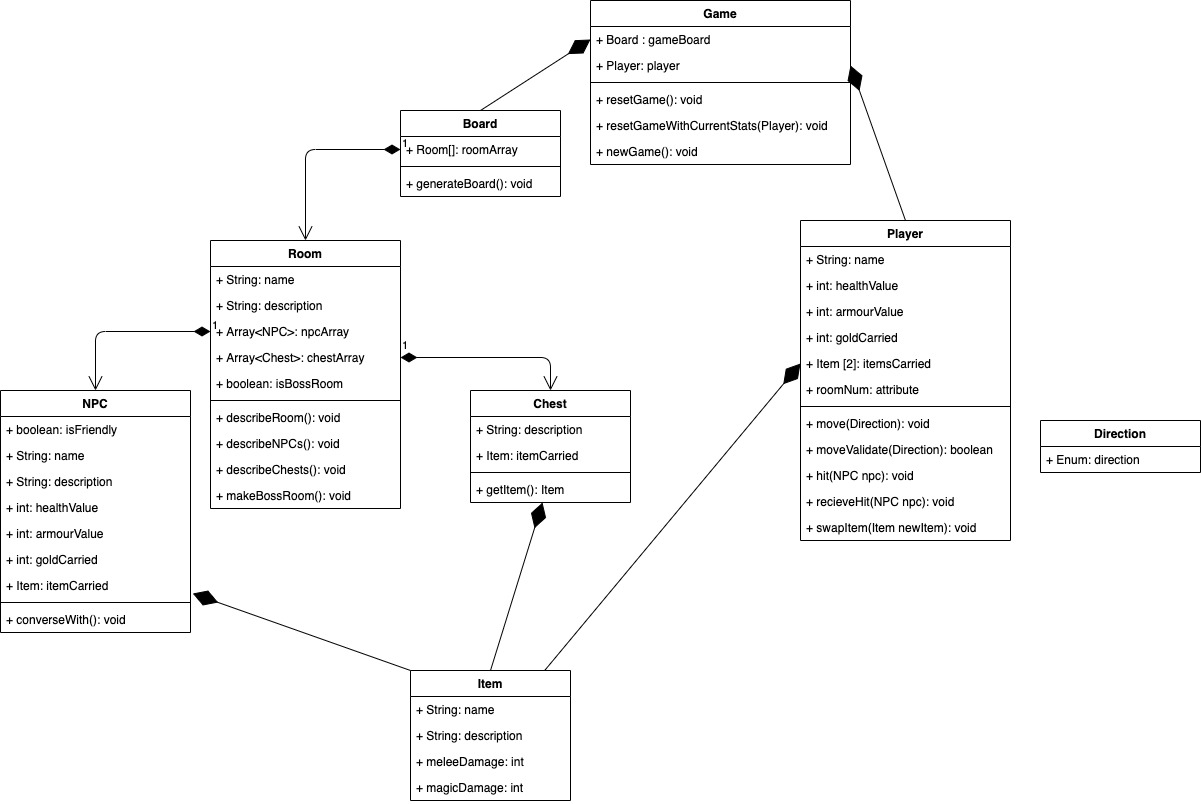 Game
+ Board : gameBoard
+ Player: player
+ resetGame(): void
+ resetGameWithCurrentStats(Player): void
+ newGame(): void
Board
1
+ Room[]: roomArray
+ generateBoard(): void
Room
+ String: name
+ String: description
1
+ Array<NPC>: npcArray
+ Array<Chest>: chestArray
+ boolean: isBossRoom
+ describeRoom(): void
+ describeNPCs(): void
+ describeChests(): void
+ makeBossRoom(): void
1
Player
+ String: name
+ int: healthValue
+ int: armourValue
+ int: goldCarried
+ Item [2]: itemsCarried
+ roomNum: attribute
+ move(Direction): void
+ moveValidate(Direction): boolean
+ hit(NPC npc): void
+ recieveHit(NPC npc): void
+ swapItem(Item newItem): void
NPC
+ boolean: isFriendly
+ String: name
+ String: description
+ int: healthValue
+ int: armourValue
+ int: goldCarried
+ Item: itemCarried
+ converseWith(): void
Chest
+ String: description
+ Item: itemCarried
+ getItem(): Item
Direction
+ Enum: direction
Item
+ String: name
+ String: description
+ meleeDamage: int
+ magicDamage: int